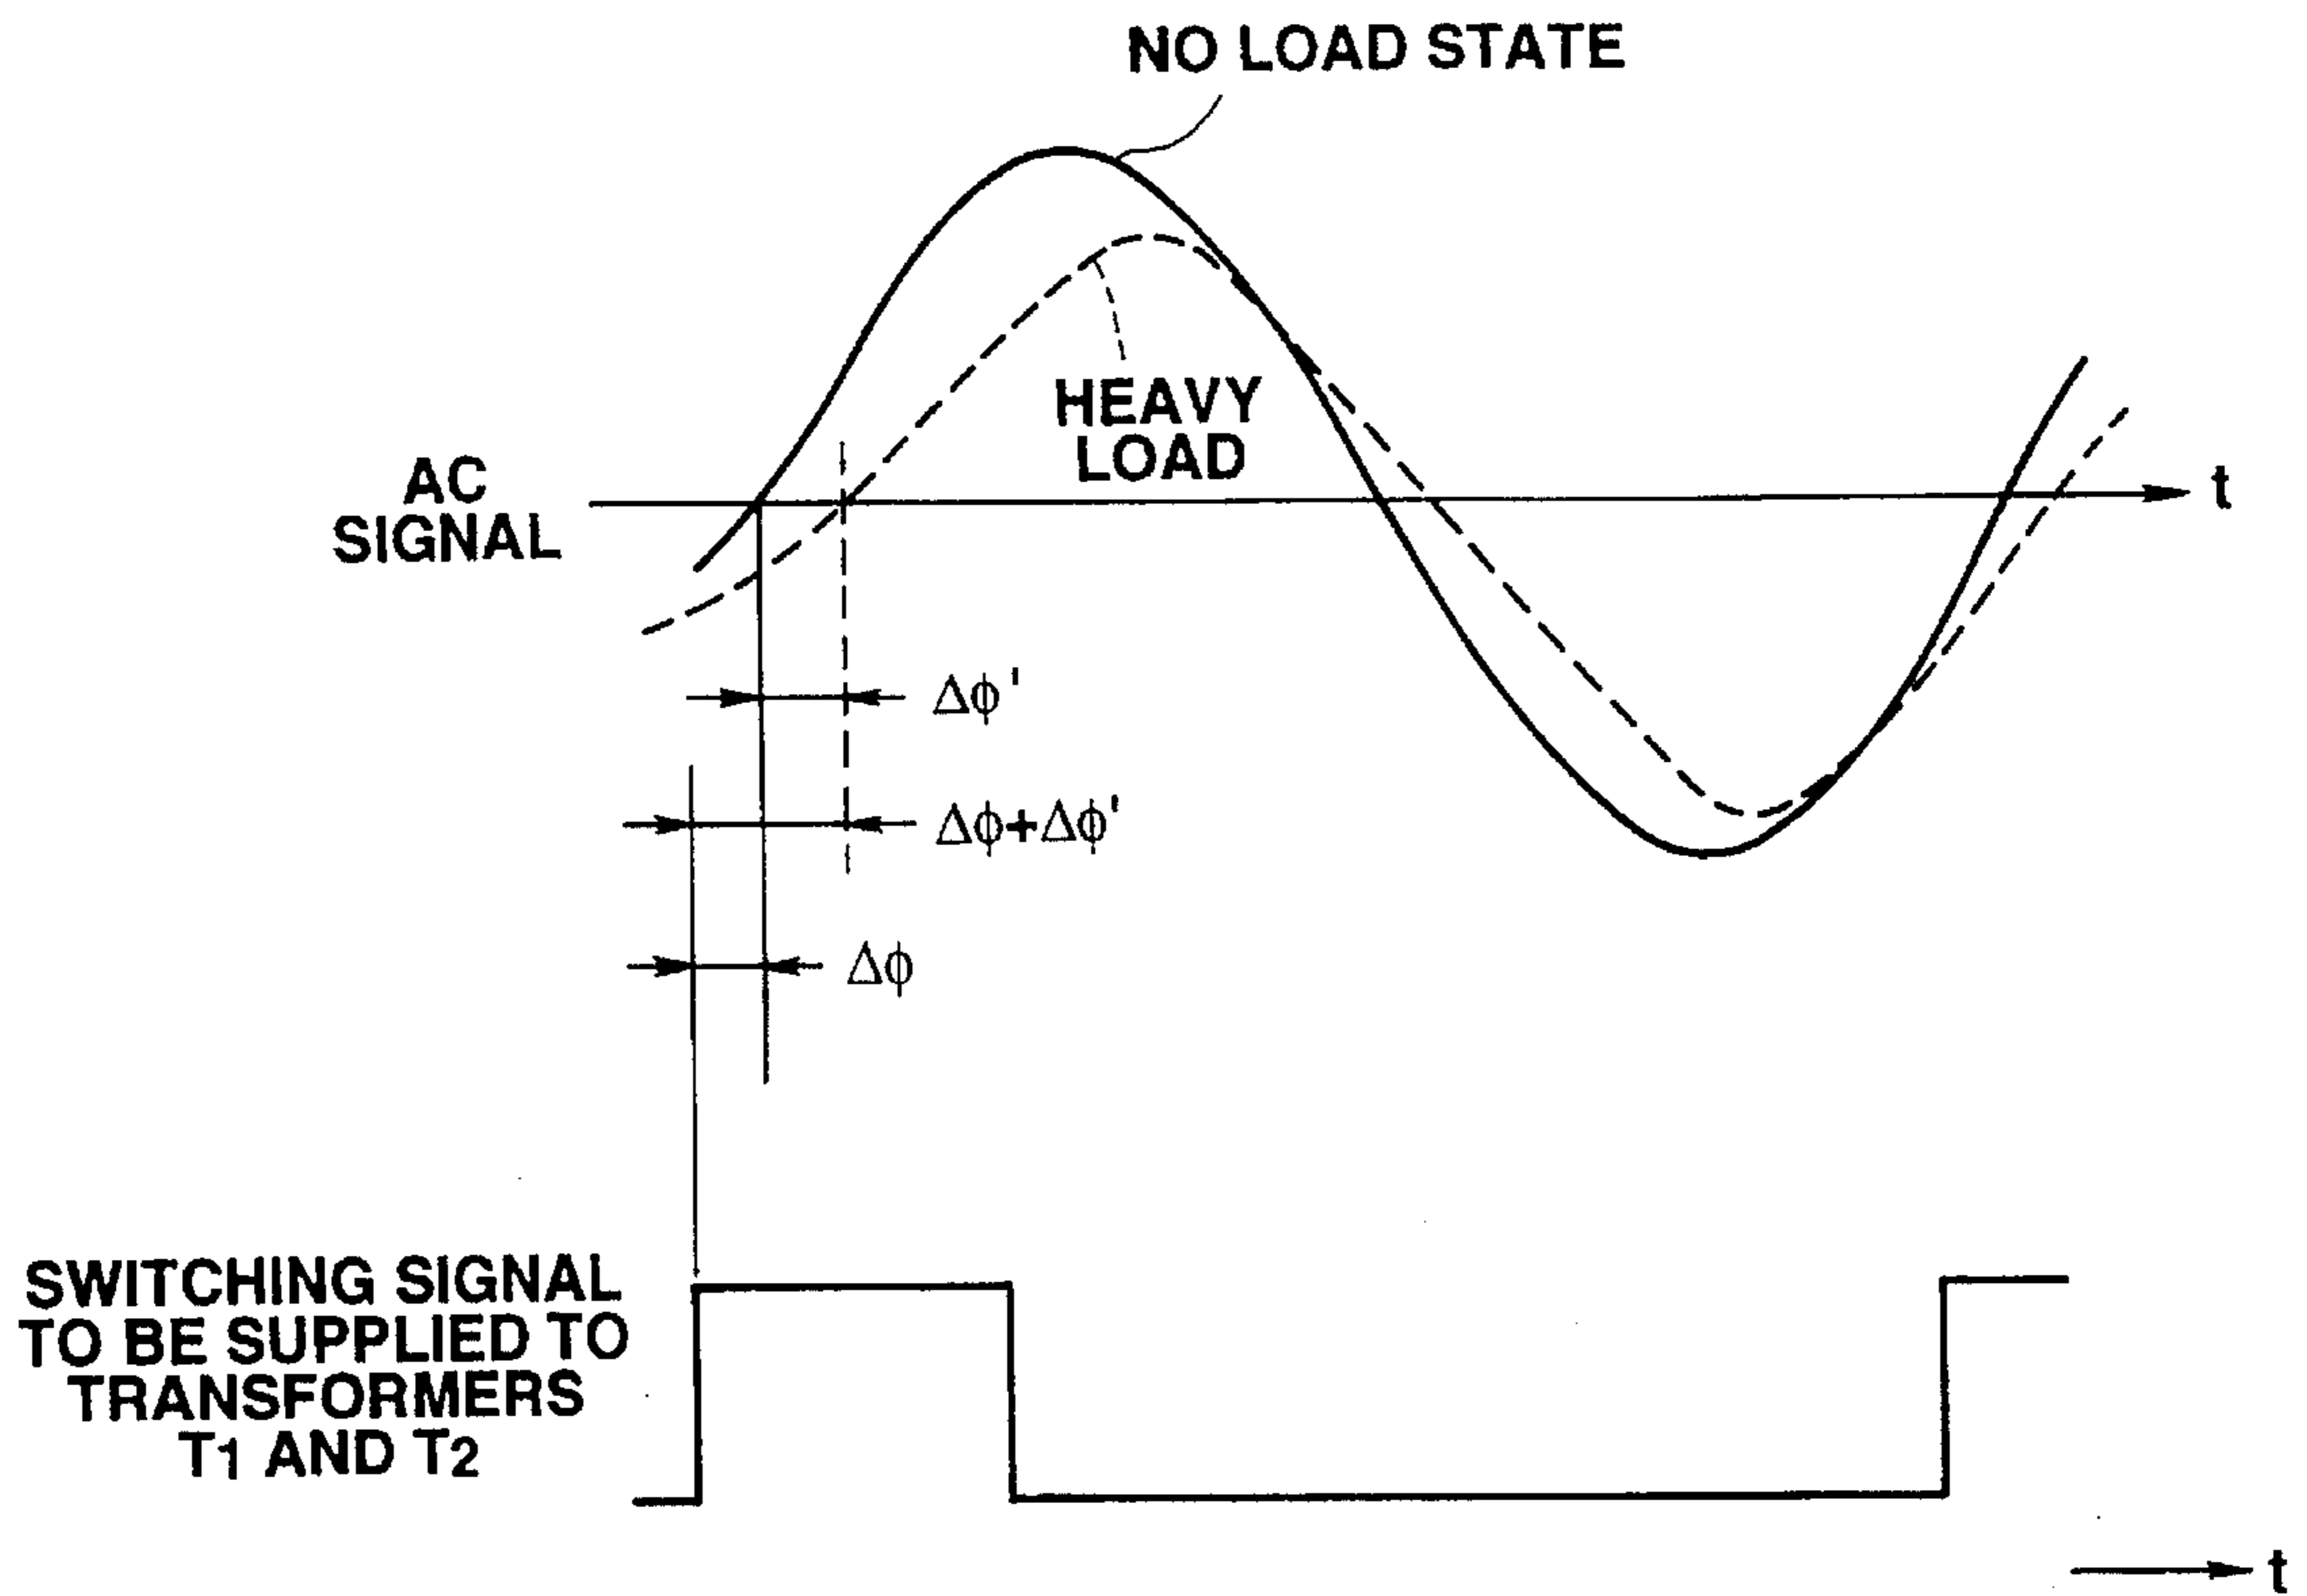 NO LOAD STATE
HEAVY
LOAD
AC
SIGNAL
t
Δϕ'
Δϕ+Δϕ'
Δϕ
SWITCHING SIGNAL
TO BE SUPPLIED TO
TRANSFORMERS
T1 AND T2
t